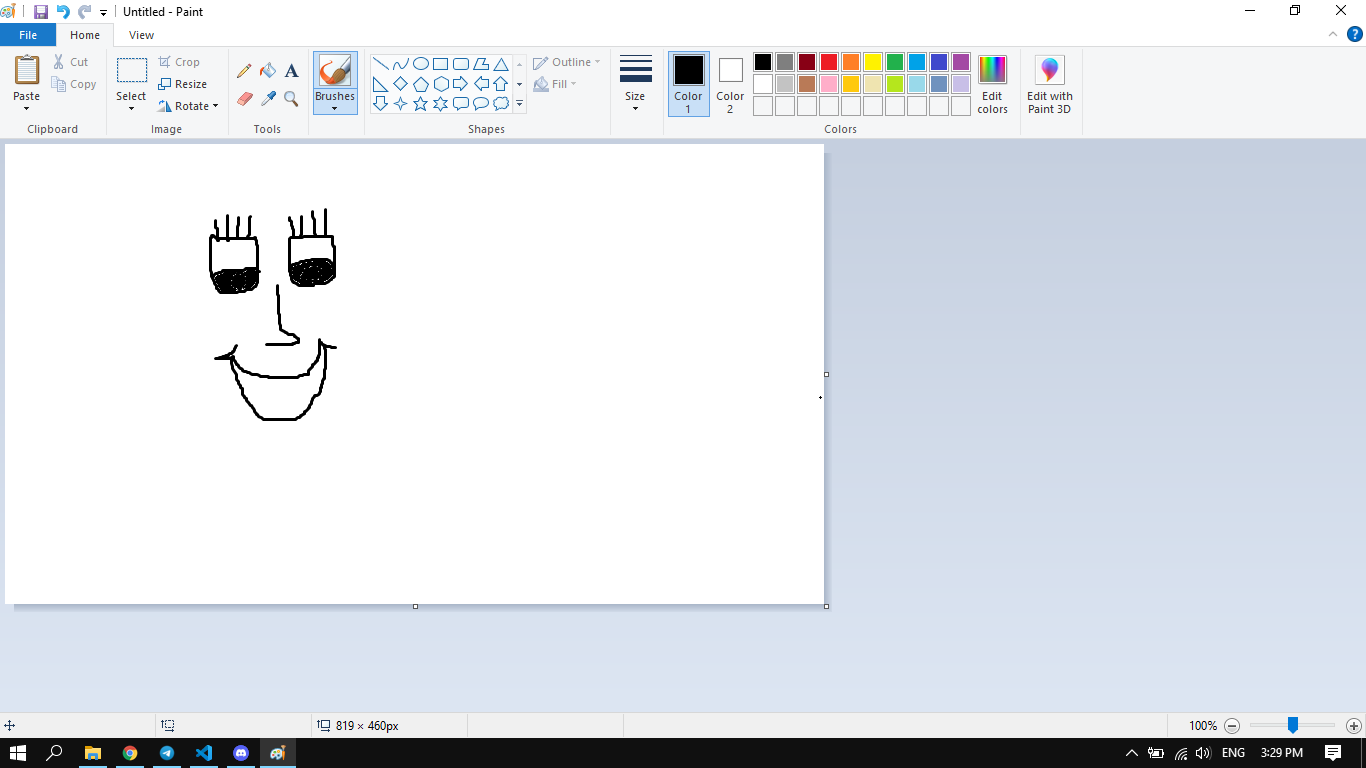 Untitled - Paint
File Home View
Paste
Cut
Copy
Clipboard
Select
Crop
Resize
Rotate
Image
A
Tools
Brushes
Shapes
Outline
Fill
Size
Color
1
Color
2
Colors
Edit
colors
Edit with
Paint 3D
819 × 460px
100%
ENG 3:29 PM